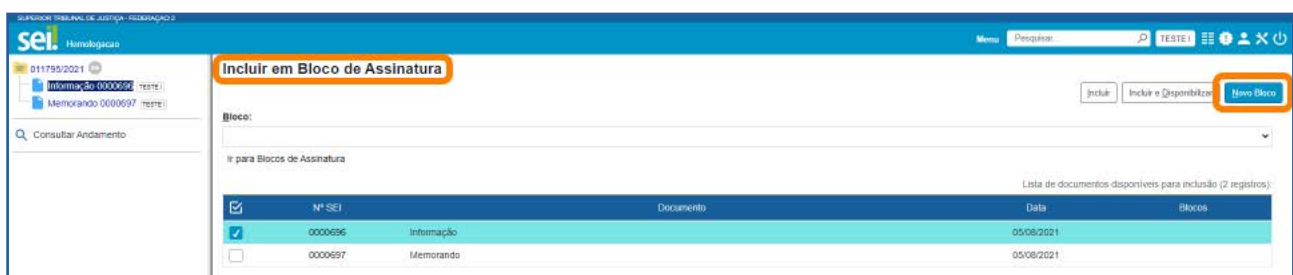 SUPERIOR TRIBUNAL DE JUSTIÇA - FEDERAÇÃO 2
sei! Homologacao
Menu Pesquisar... TESTE I
011795/2021
Informação 0000696 TESTE I
Memorando 0000697 TESTE I
Consultar Andamento
Incluir em Bloco de Assinatura
Incluir Incluir e Disponibilizar Novo Bloco
Bloco:
Ir para Blocos de Assinatura
Lista de documentos disponíveis para inclusão (2 registros):
Nº SEI Documento Data Blocos
0000696 Informação 05/08/2021
0000697 Memorando 05/08/2021